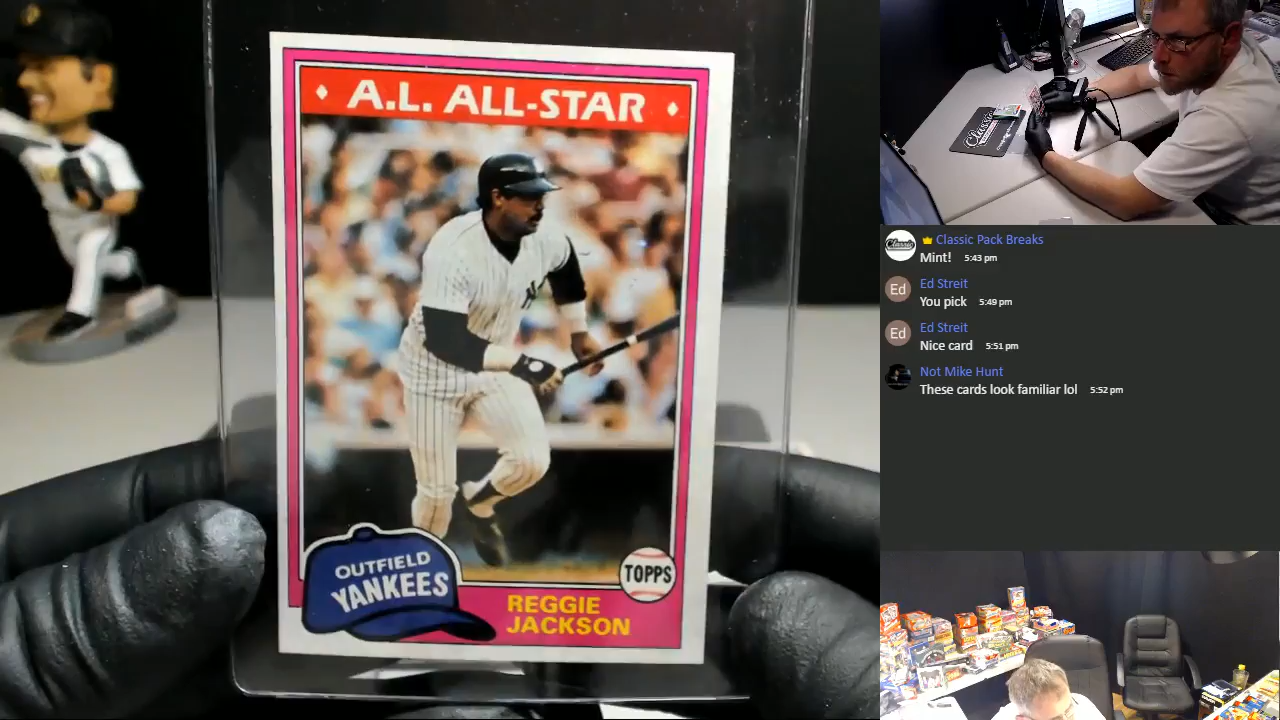 A.L. ALL-STAR
OUTFIELD
YANKEES
TOPPS
REGGIE
JACKSON
Classic
Classic Pack Breaks
Mint! 5:43 pm
Ed
Ed Streit
You pick 5:49 pm
Ed
Ed Streit
Nice card 5:51 pm
Not Mike Hunt
These cards look familiar lol 5:52 pm